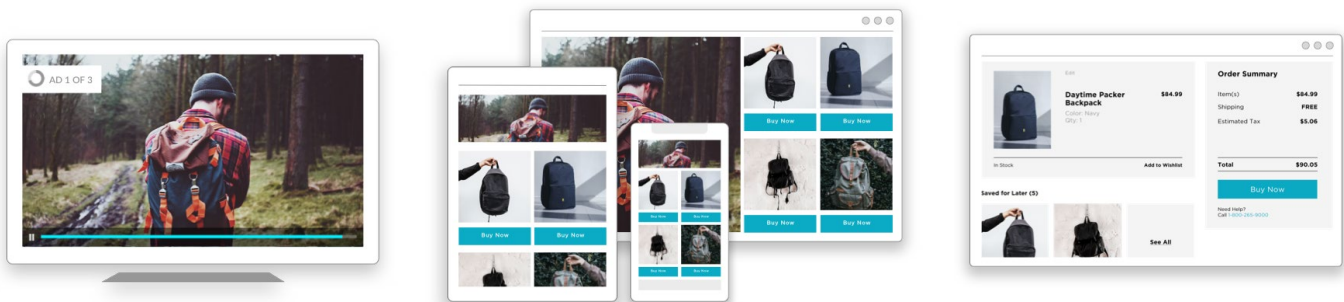 AD 1 OF 3
Buy Now
Buy Now
Buy Now
Buy Now
Buy Now
Buy Now
Buy Now
Buy Now
Buy Now
Buy Now
Edit
Daytime Packer
Backpack
$84.99
Color: Navy
Qty: 1
In Stock
Add to Wishlist
Saved for Later (5)
See All
Order Summary
Item(s) $84.99
Shipping FREE
Estimated Tax $5.06
Total $90.05
Buy Now
Need Help?
Call 1-800-265-9000